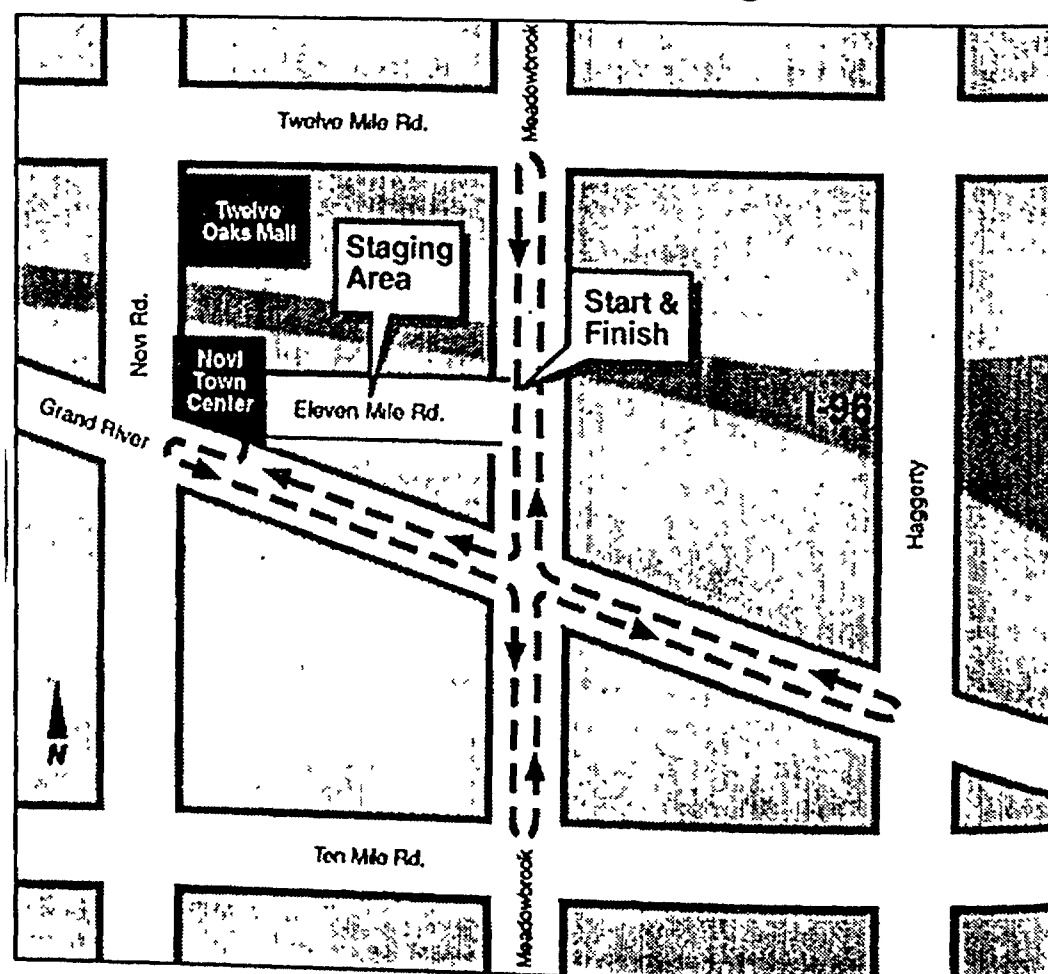 Meadowbrook
Twelve Mile Rd.
Twelve
Oaks Mall
Staging
Area
Start &
Finish
Novi Rd.
Novi
Town
Center
Eleven Mile Rd.
I-96
Grand River
Haggerty
N
Ten Mile Rd.
Meadowbrook